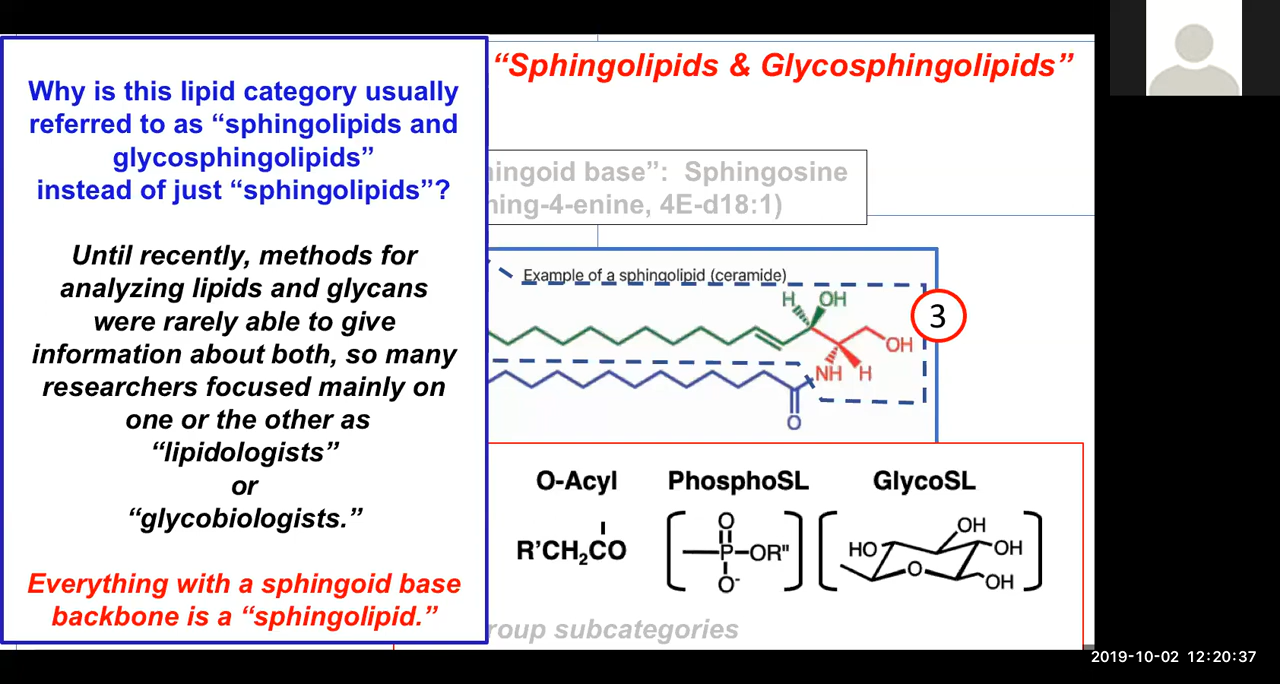 “Sphingolipids & Glycosphingolipids”
Why is this lipid category usually
referred to as “sphingolipids and
glycosphingolipids”
instead of just “sphingolipids”?
Until recently, methods for
analyzing lipids and glycans
were rarely able to give
information about both, so many
researchers focused mainly on
one or the other as
“lipidologists”
or
“glycobiologists.”
Everything with a sphingoid base
backbone is a “sphingolipid.”
hingoid base”: Sphingosine
hing-4-enine, 4E-d18:1)
Example of a sphingolipid (ceramide)
H OH
OH
NH H
O
3
O-Acyl PhosphoSL GlycoSL
R’CH2CO
O
P OR"
O-
OH
HO OH
O
OH
roup subcategories
2019-10-02 12:20:37